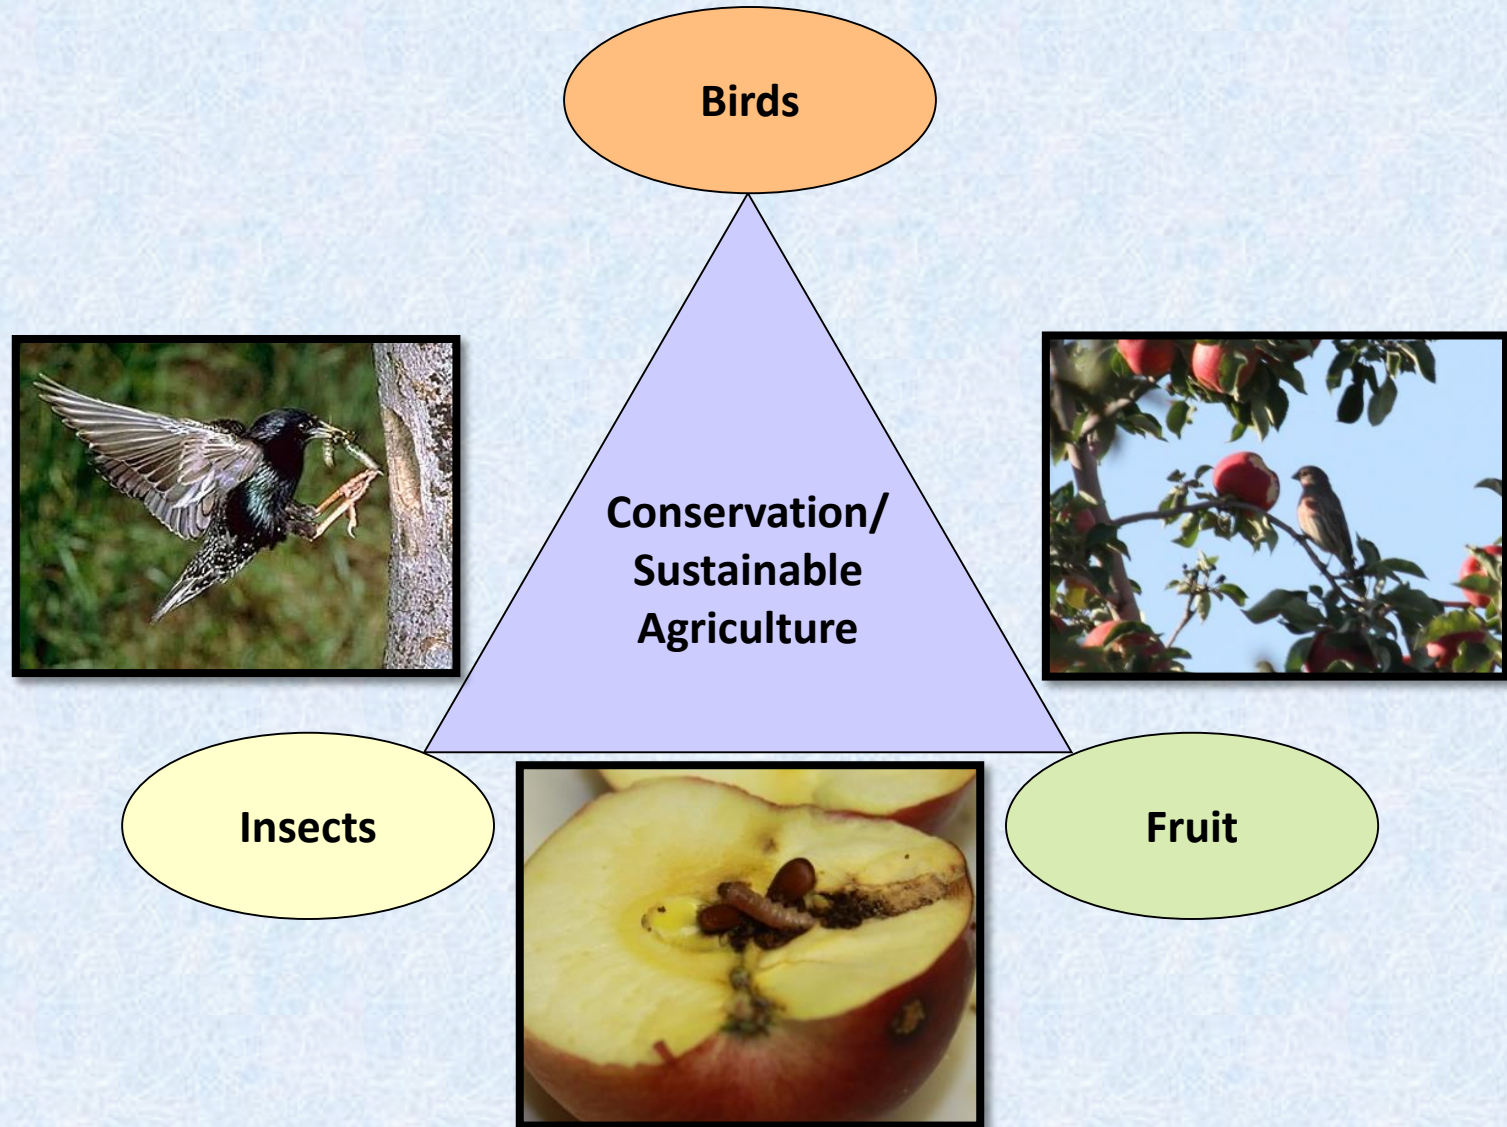 Birds
Conservation/
Sustainable
Agriculture
Insects
Fruit